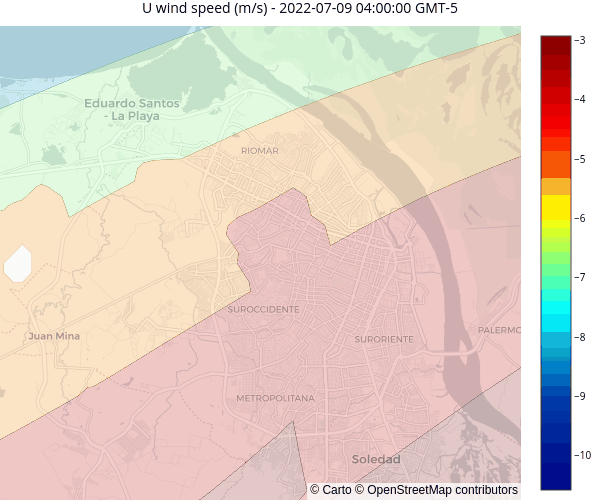 U wind speed (m/s) - 2022-07-09 04:00:00 GMT-5
Eduardo Santos
- La Playa
RIOMAR
SUROCCIDENTE
Juan Mina
PALERMO
SURORIENTE
METROPOLITANA
Soledad
© Carto © OpenStreetMap contributors
−3
−4
−5
−6
−7
−8
−9
−10